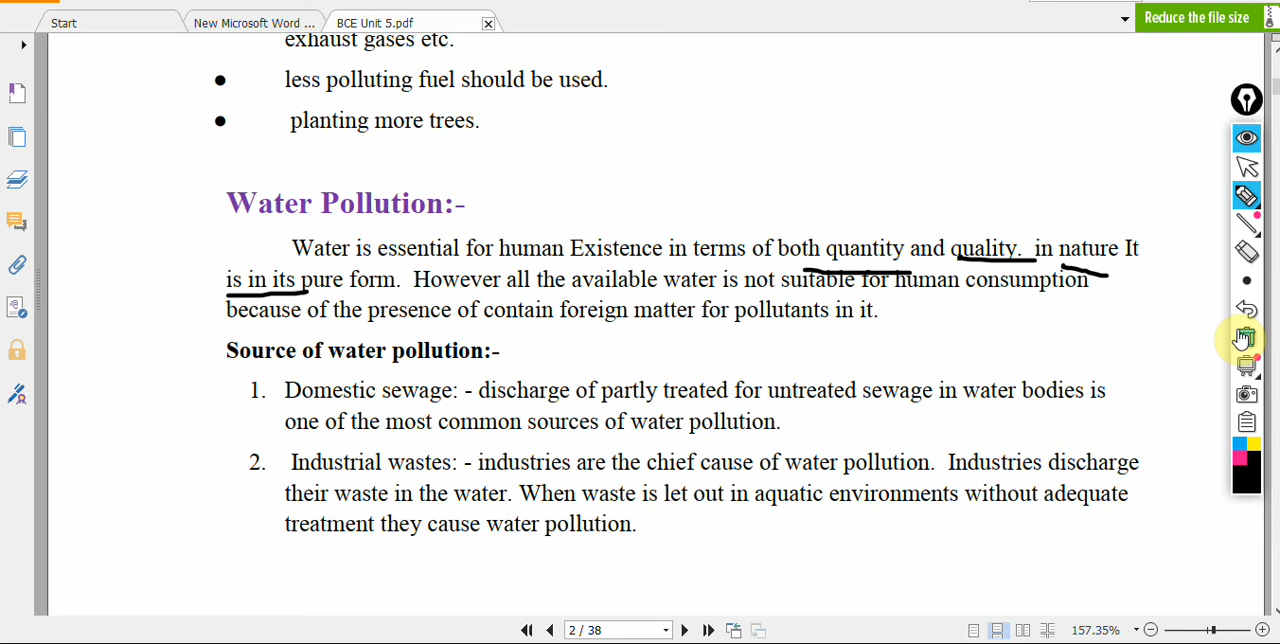 Start
New Microsoft Word ...
BCE Unit 5.pdf
Reduce the file size
exhaust gases etc.
● less polluting fuel should be used.
● planting more trees.
Water Pollution:-
Water is essential for human Existence in terms of both quantity and quality. in nature It
is in its pure form. However all the available water is not suitable for human consumption
because of the presence of contain foreign matter for pollutants in it.
Source of water pollution:-
1. Domestic sewage: - discharge of partly treated for untreated sewage in water bodies is
one of the most common sources of water pollution.
2. Industrial wastes: - industries are the chief cause of water pollution. Industries discharge
their waste in the water. When waste is let out in aquatic environments without adequate
treatment they cause water pollution.
2 / 38
157.35%